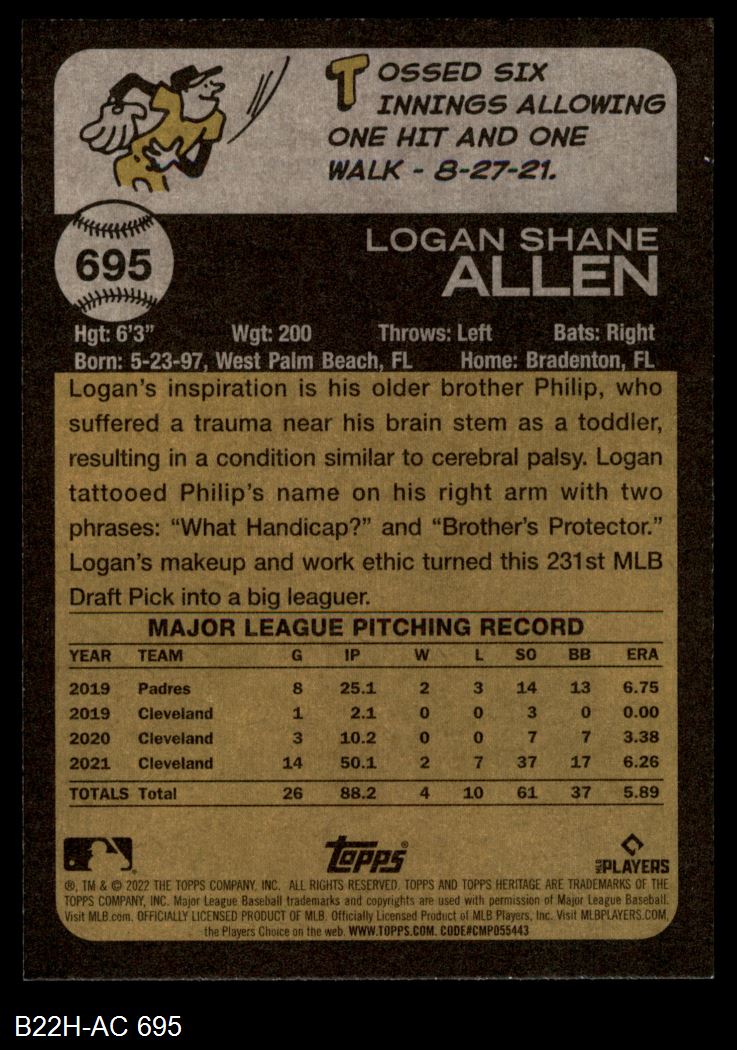 TOSSED SIX
INNINGS ALLOWING
ONE HIT AND ONE
WALK - 8-27-21.
695
LOGAN SHANE
ALLEN
Hgt: 6'3" Wgt: 200 Throws: Left Bats: Right
Born: 5-23-97, West Palm Beach, FL Home: Bradenton, FL
Logan's inspiration is his older brother Philip, who
suffered a trauma near his brain stem as a toddler,
resulting in a condition similar to cerebral palsy. Logan
tattooed Philip's name on his right arm with two
phrases: “What Handicap?” and “Brother's Protector.”
Logan's makeup and work ethic turned this 231st MLB
Draft Pick into a big leaguer.
MAJOR LEAGUE PITCHING RECORD
YEAR TEAM G IP W L SO BB ERA
2019 Padres 8 25.1 2 3 14 13 6.75
2019 Cleveland 1 2.1 0 0 3 0 0.00
2020 Cleveland 3 10.2 0 0 7 7 3.38
2021 Cleveland 14 50.1 2 7 37 17 6.26
TOTALS Total 26 88.2 4 10 61 37 5.89
Topps® MLB PLAYERS
®, TM & © 2022 THE TOPPS COMPANY, INC. ALL RIGHTS RESERVED. TOPPS AND TOPPS HERITAGE ARE TRADEMARKS OF THE
TOPPS COMPANY, INC. Major League Baseball trademarks and copyrights are used with permission of Major League Baseball.
Visit MLB.com. OFFICIALLY LICENSED PRODUCT OF MLB. Officially Licensed Product of MLB Players, Inc. Visit MLBPLAYERS.COM,
the Players Choice on the web. WWW.TOPPS.COM. CODE#CMP055443
B22H-AC 695